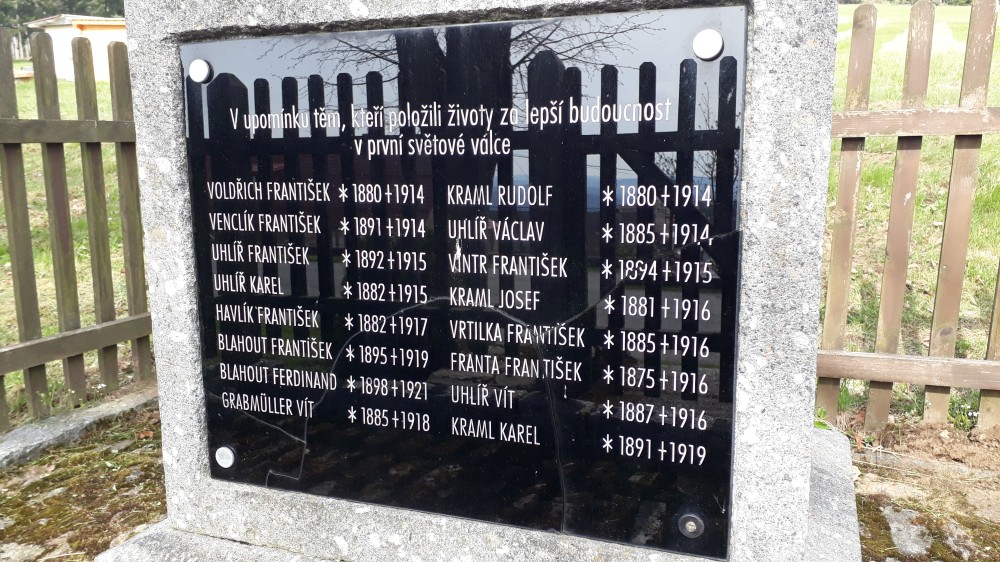 V upomínku těm, kteří položili životy za lepší budoucnost
v první světové válce
VOLDŘICH FRANTIŠEK * 1880 + 1914
VENCLÍK FRANTIŠEK * 1891 + 1914
UHLÍŘ FRANTIŠEK * 1892 + 1915
UHLÍŘ KAREL * 1882 + 1915
HAVLÍK FRANTIŠEK * 1882 + 1917
BLAHOUT FRANTIŠEK * 1895 + 1919
BLAHOUT FERDINAND * 1898 + 1921
GRABMÜLLER VÍT * 1885 + 1918
KRAML RUDOLF * 1880 + 1914
UHLÍŘ VÁCLAV * 1885 + 1914
VINTR FRANTIŠEK * 1894 + 1915
KRAML JOSEF * 1881 + 1916
VRTILKA FRANTIŠEK * 1885 + 1916
FRANTA FRANTIŠEK * 1875 + 1916
UHLÍŘ VÍT * 1887 + 1916
KRAML KAREL * 1891 + 1919